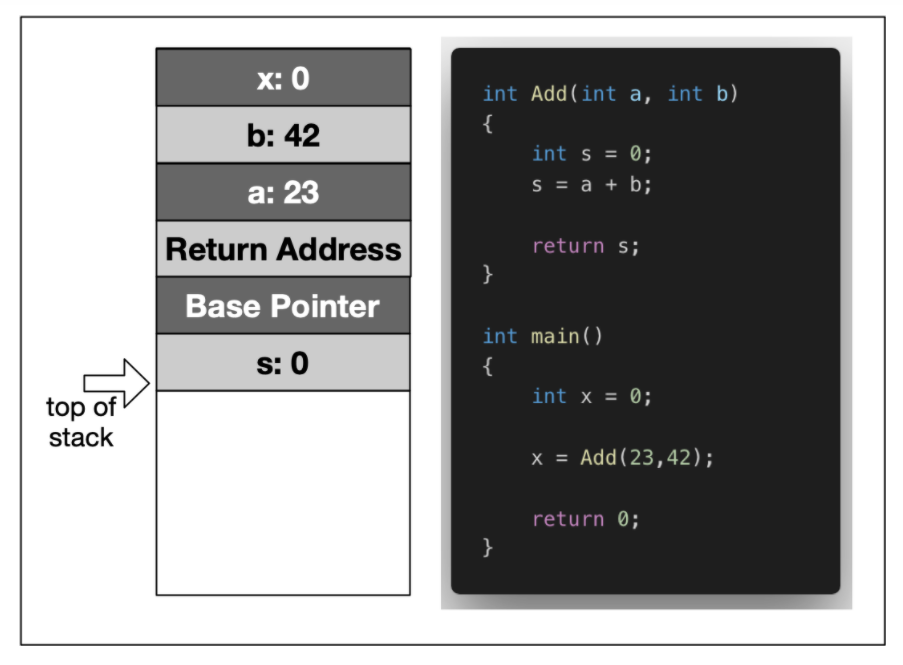 x: 0
b: 42
a: 23
Return Address
Base Pointer
s: 0
top of
stack
int Add(int a, int b)
{
    int s = 0;
    s = a + b;
    return s;
}
int main()
{
    int x = 0;
    x = Add(23,42);
    return 0;
}